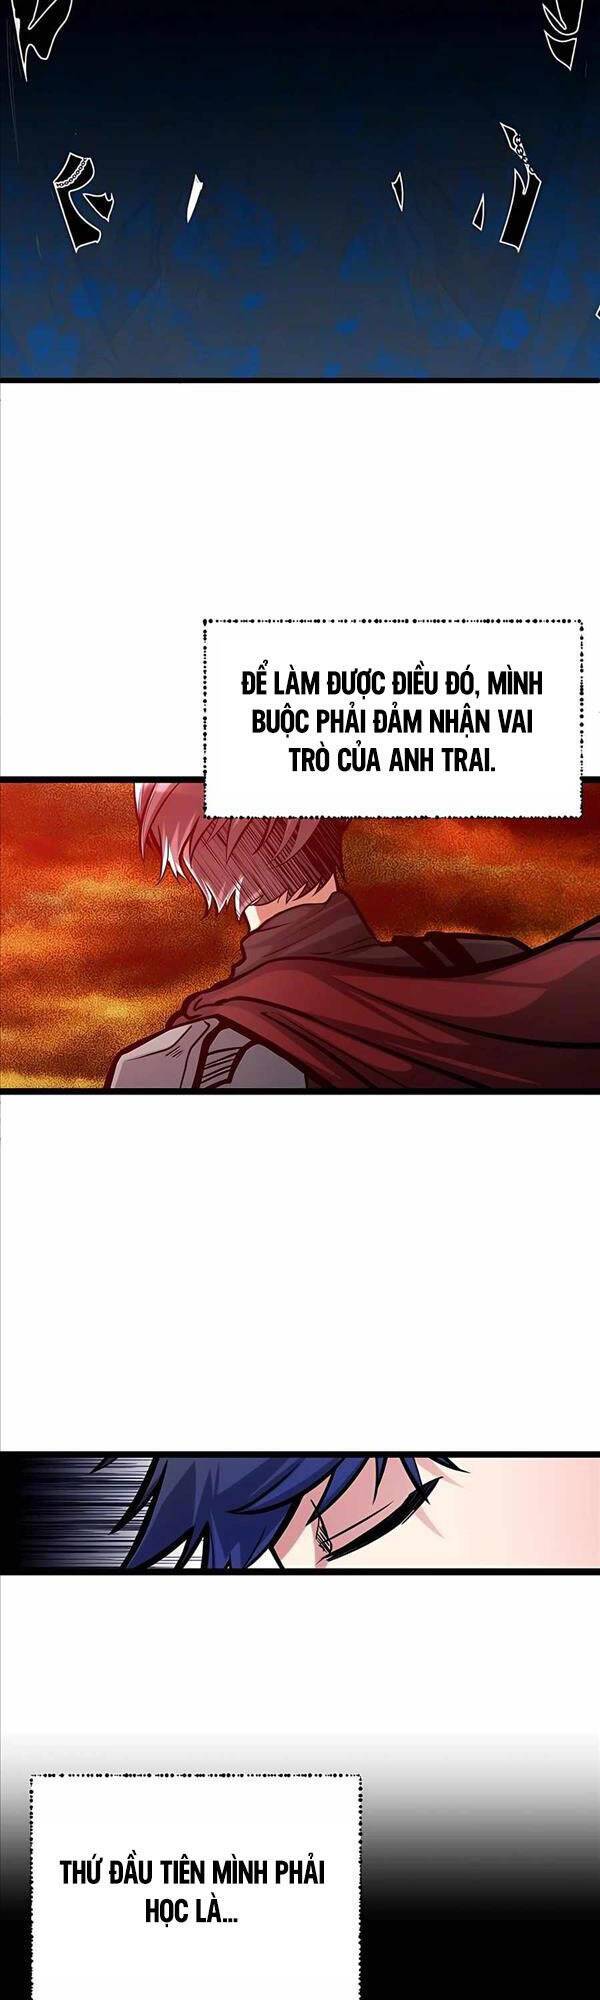 ĐỂ LÀM ĐƯỢC ĐIỀU ĐÓ, MÌNH
BUỘC PHẢI ĐẢM NHẬN VAI
TRÒ CỦA ANH TRAI.
THỨ ĐẦU TIÊN MÌNH PHẢI
HỌC LÀ...